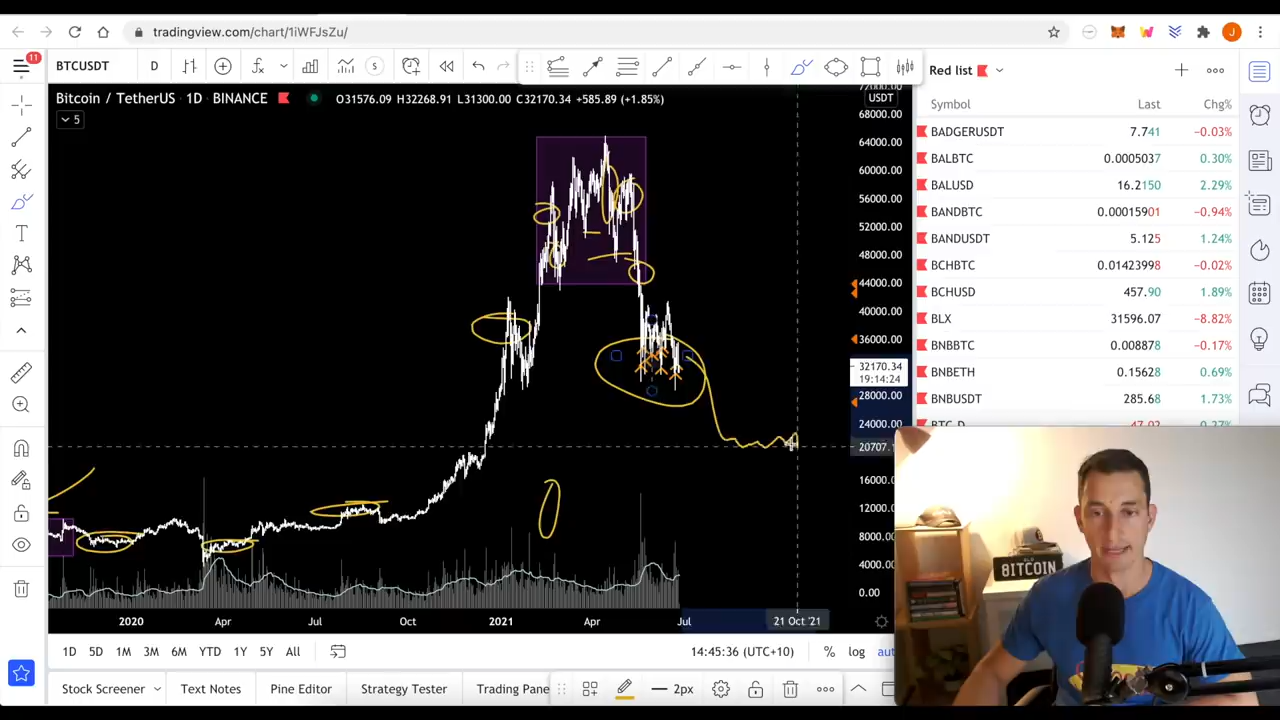 tradingview.com/chart/1iWFJsZu/
J
11
BTCUSDT D
S
Red list
USDT
Bitcoin / TetherUS · 1D · BINANCE O31576.09 H32268.91 L31300.00 C32170.34 +585.89 (+1.85%)
5
Symbol Last Chg%
BADGERUSDT 7.741 −0.03%
BALBTC 0.0005037 0.30%
BALUSD 16.2150 2.29%
BANDBTC 0.00015901 −0.94%
BANDUSDT 5.125 1.24%
BCHBTC 0.01423998 −0.02%
BCHUSD 457.90 1.89%
BLX 31596.07 −8.82%
BNBBTC 0.008878 −0.17%
BNBETH 0.15628 0.69%
BNBUSDT 285.68 1.73%
72000.00
68000.00
64000.00
60000.00
56000.00
52000.00
48000.00
44000.00
40000.00
36000.00
32170.34
19:14:24
28000.00
24000.00
20707.
16000.00
12000.00
8000.00
4000.00
0.00
2020 Apr Jul Oct 2021 Apr Jul 21 Oct '21
1D 5D 1M 3M 6M YTD 1Y 5Y All
14:45:36 (UTC+10) % log
Stock Screener Text Notes Pine Editor Strategy Tester Trading Pane
2px
BITCOIN